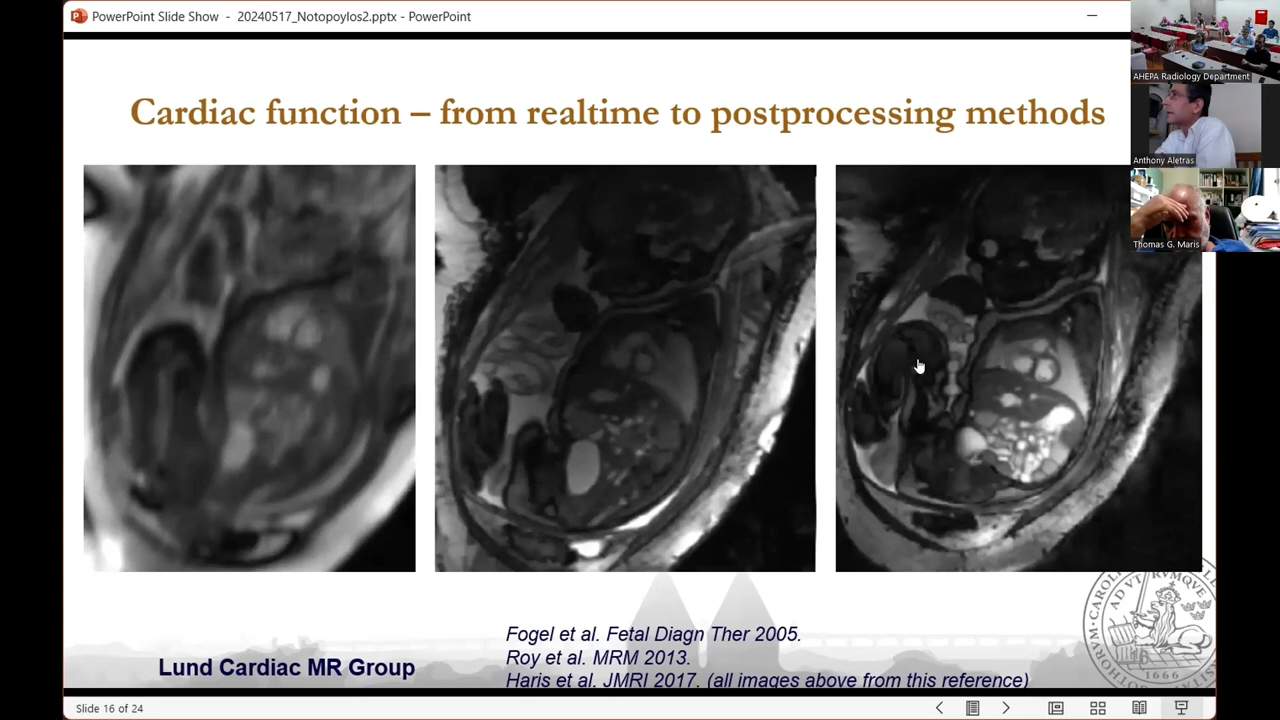 PowerPoint Slide Show - 20240517_Notopoylos2.pptx - PowerPoint
AHEPA Radiology Department
Anthony Aletras
Thomas G. Maris
Cardiac function – from realtime to postprocessing methods
Fogel et al. Fetal Diagn Ther 2005.
Roy et al. MRM 2013.
Haris et al. JMRI 2017. (all images above from this reference)
Lund Cardiac MR Group
1666
Slide 16 of 24